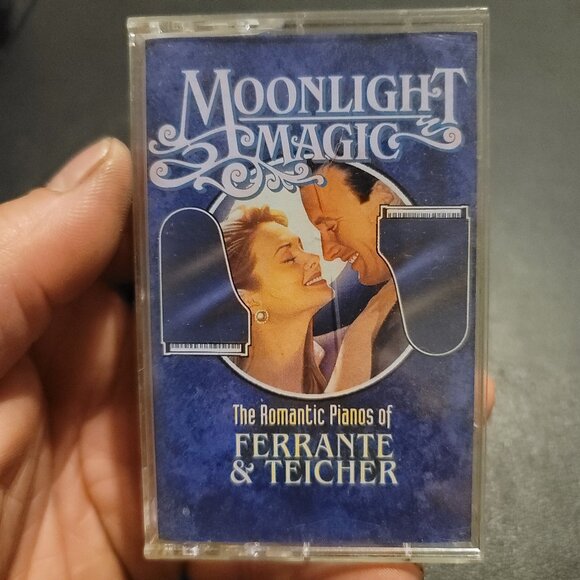 MOONLIGHT
MAGIC
The Romantic Pianos of
FERRANTE
& TEICHER